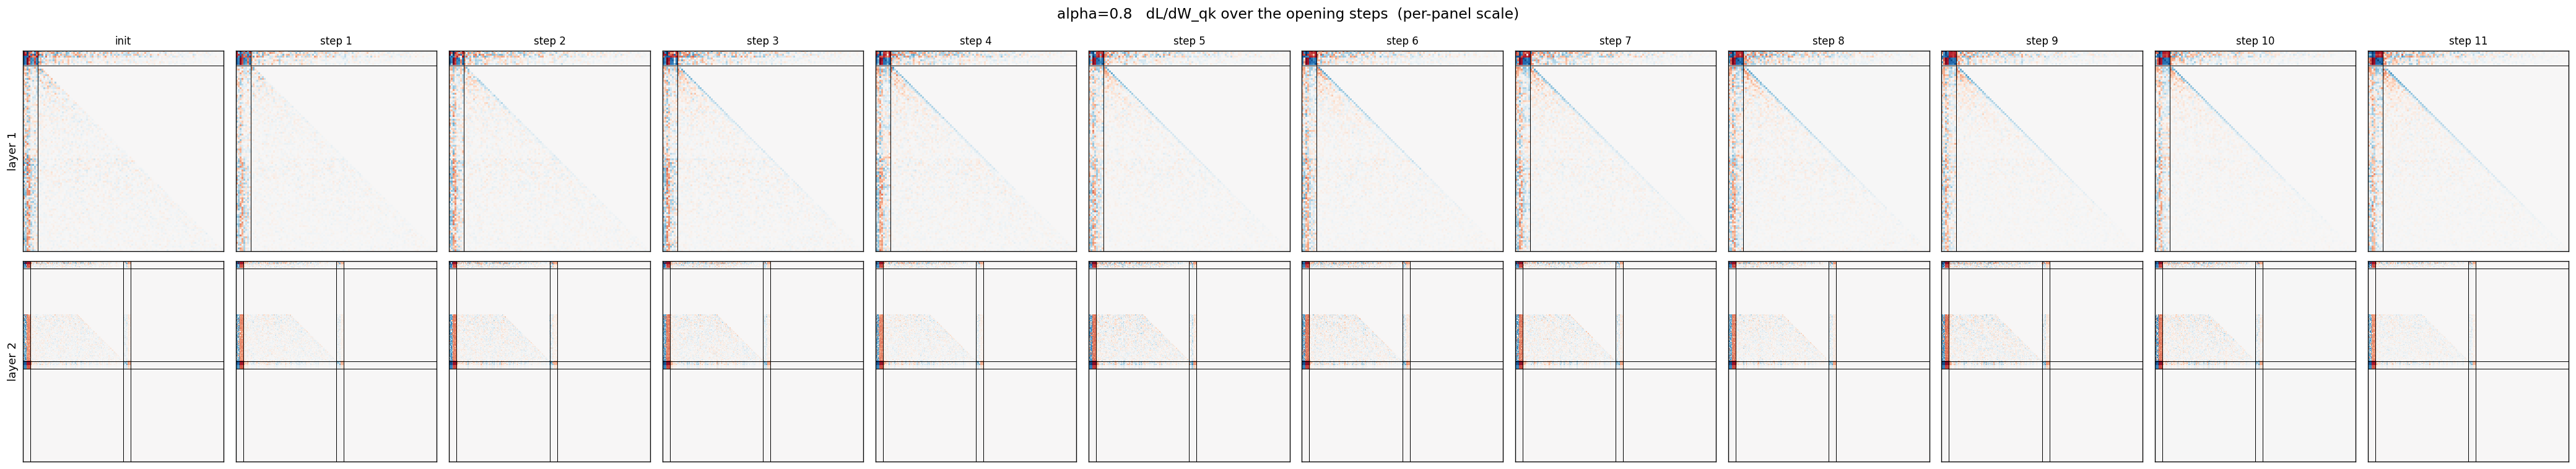 alpha=0.8   dL/dW_qk over the opening steps  (per-panel scale)
init
step 1
step 2
step 3
step 4
step 5
step 6
step 7
step 8
step 9
step 10
step 11
layer 1
layer 2